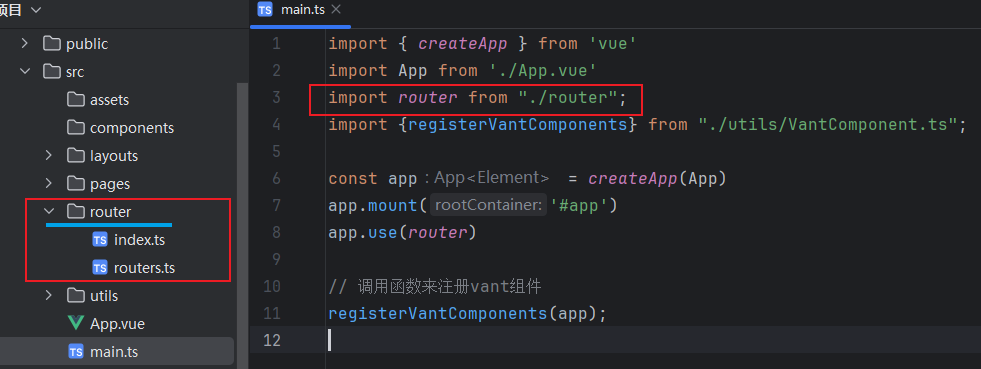 项目
public
src
assets
components
layouts
pages
router
TS index.ts
TS routers.ts
utils
App.vue
TS main.ts
TS main.ts
1 import { createApp } from 'vue'
2 import App from './App.vue'
3 import router from "./router";
4 import {registerVantComponents} from "./utils/VantComponent.ts";
5
6 const app : App<Element> = createApp(App)
7 app.mount( rootContainer: '#app')
8 app.use(router)
9
10 // 调用函数来注册vant组件
11 registerVantComponents(app);
12